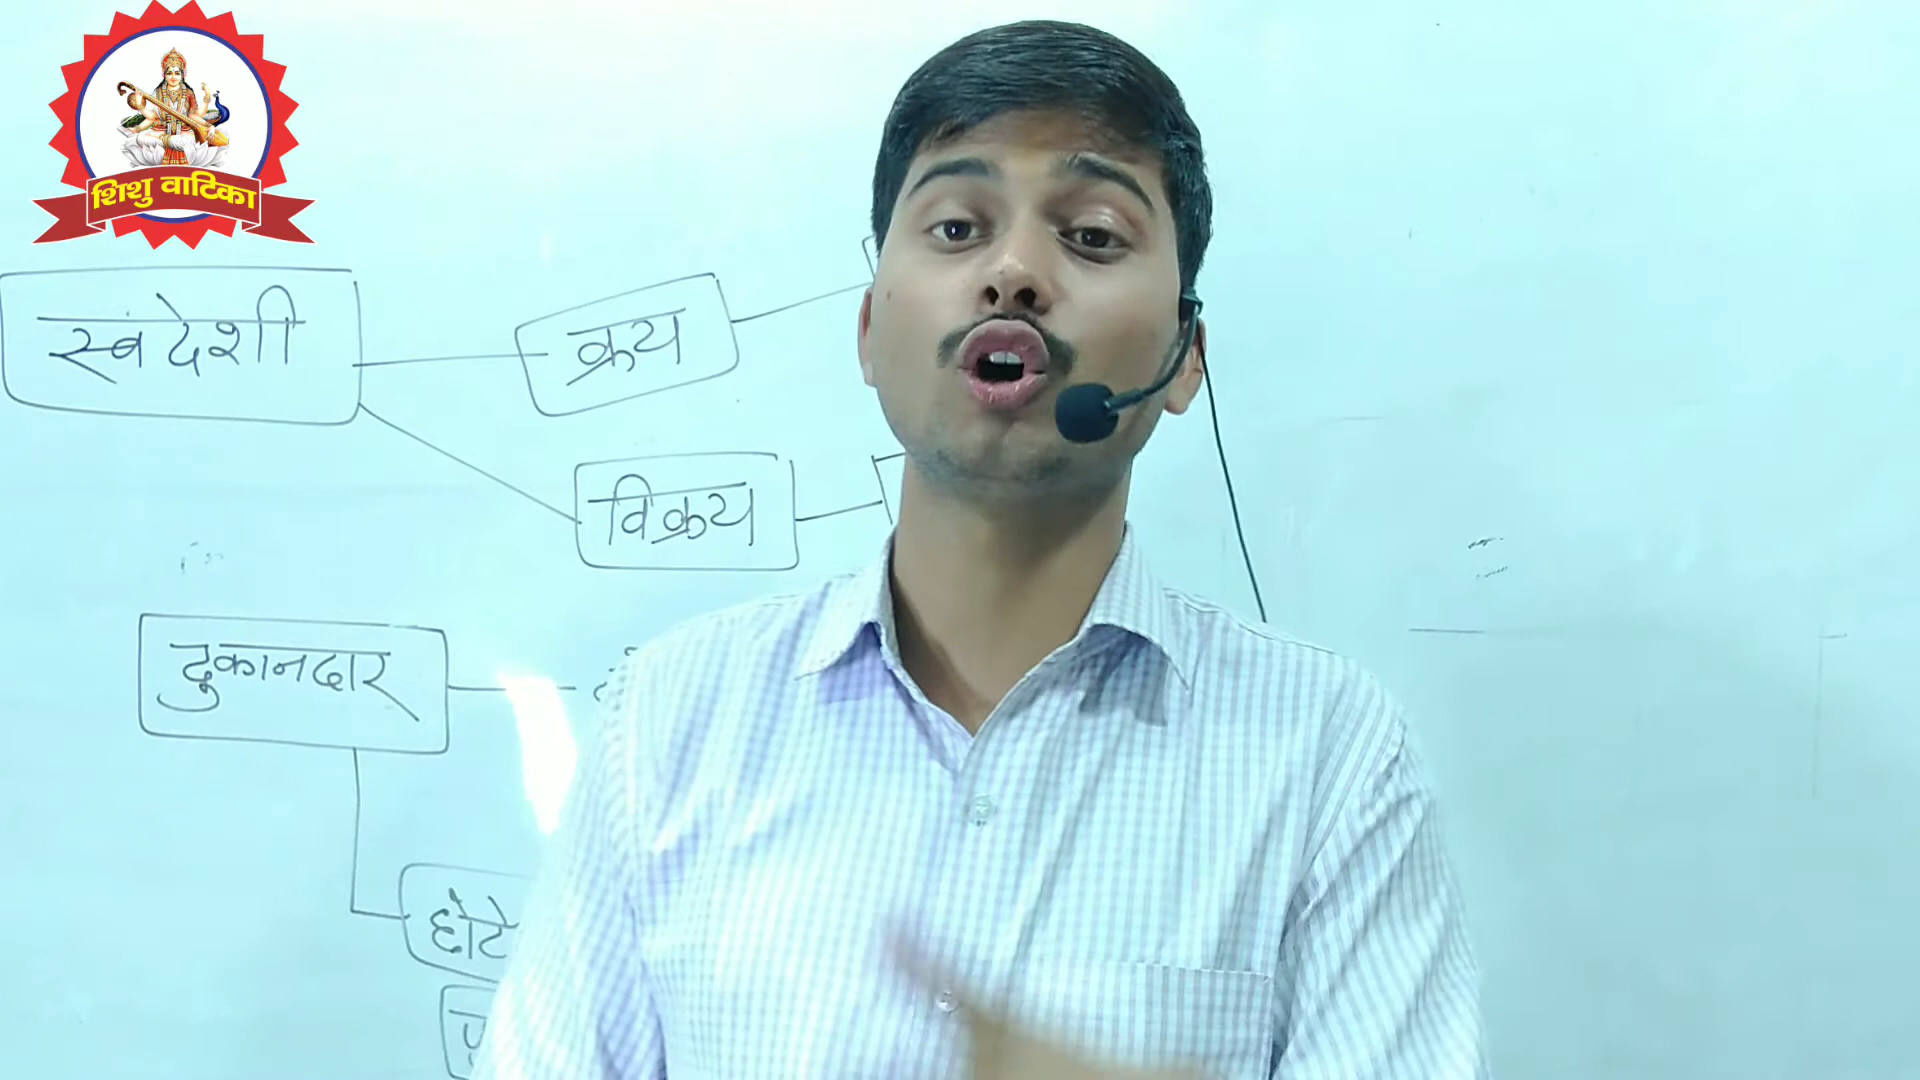 शिशु वाटिका
स्वदेशी
क्रय
विक्रय
दुकानदार
छोटे